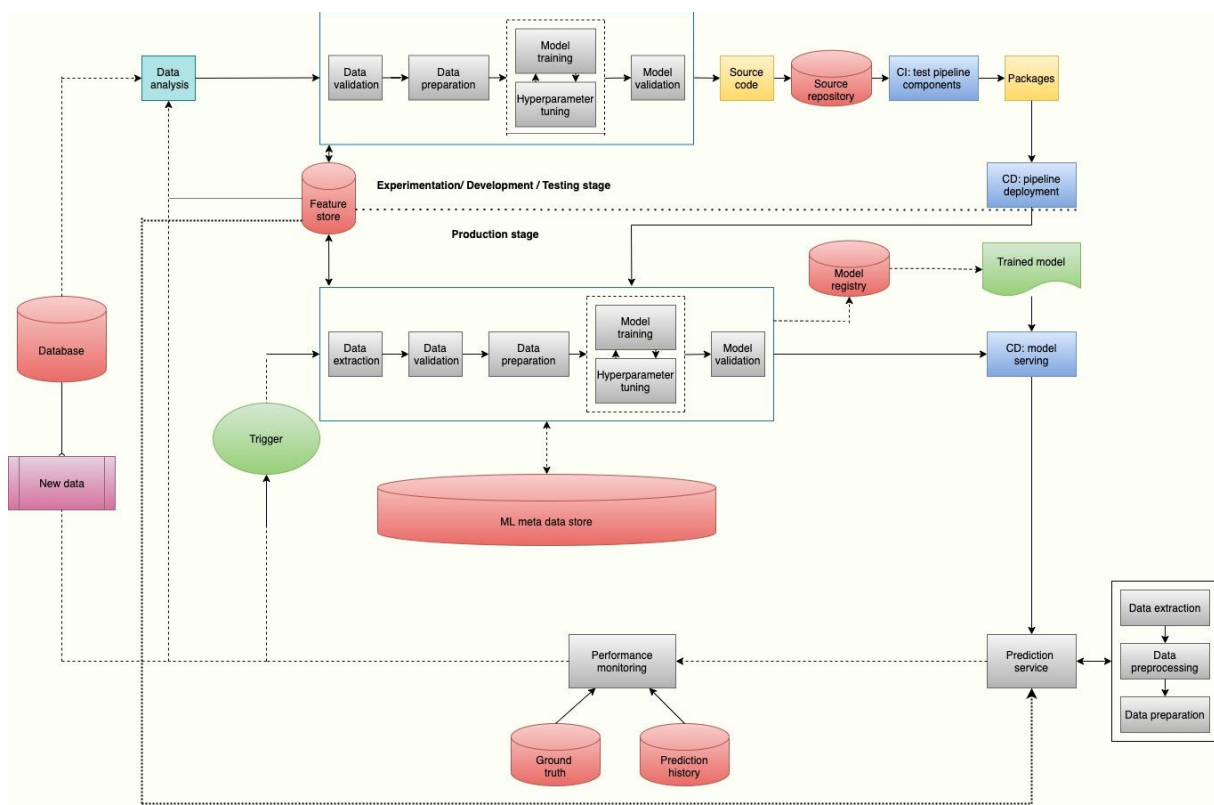 Data
analysis
Data
validation
Data
preparation
Model
training
Hyperparameter
tuning
Model
validation
Source
code
Source
repository
CI: test pipeline
components
Packages
CD: pipeline
deployment
Feature
store
Experimentation/ Development / Testing stage
Production stage
Model
registry
Trained model
Database
Data
extraction
Data
validation
Data
preparation
Model
training
Hyperparameter
tuning
Model
validation
CD: model
serving
Trigger
New data
ML meta data store
Performance
monitoring
Prediction
service
Data extraction
Data
preprocessing
Data preparation
Ground
truth
Prediction
history